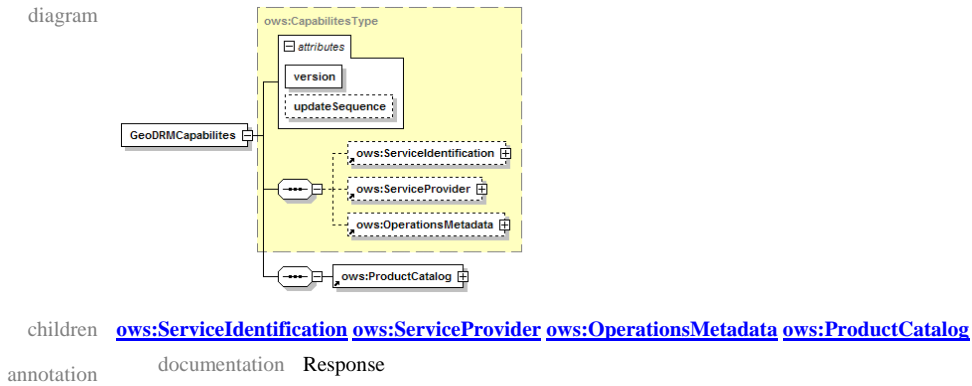 diagram
ows:CapabilitesType
attributes
version
updateSequence
GeoDRMCapabilites
ows:ServiceIdentification
ows:ServiceProvider
ows:OperationsMetadata
ows:ProductCatalog
children ows:ServiceIdentification ows:ServiceProvider ows:OperationsMetadata ows:ProductCatalog
annotation documentation Response